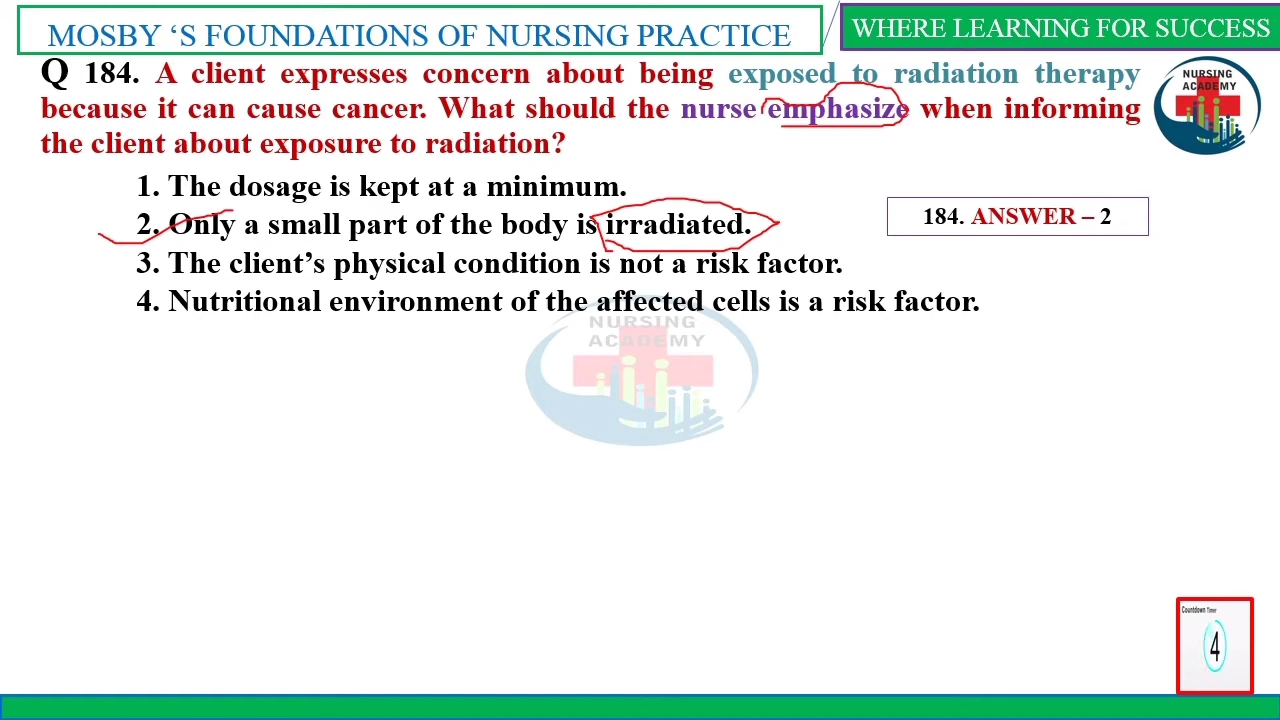 MOSBY ‘S FOUNDATIONS OF NURSING PRACTICE
WHERE LEARNING FOR SUCCESS
Q 184. A client expresses concern about being exposed to radiation therapy
because it can cause cancer. What should the nurse emphasize when informing
the client about exposure to radiation?
NURSING
ACADEMY
1. The dosage is kept at a minimum.
2. Only a small part of the body is irradiated.
3. The client’s physical condition is not a risk factor.
4. Nutritional environment of the affected cells is a risk factor.
184. ANSWER – 2
NURSING
ACADEMY
Countdown Timer
4